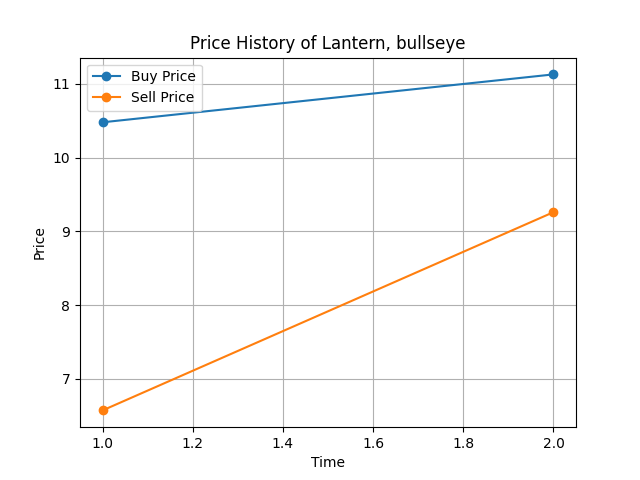 Price History of Lantern, bullseye
Buy Price
Sell Price
Price
11
10
9
8
7
1.0 1.2 1.4 1.6 1.8 2.0
Time